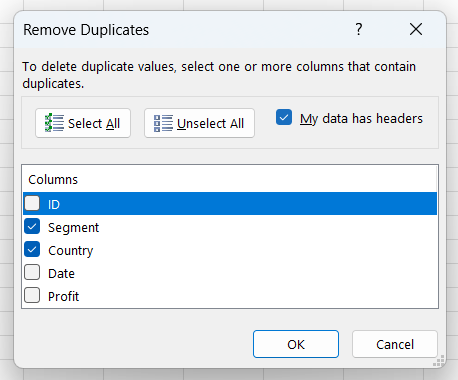 Remove Duplicates
?
To delete duplicate values, select one or more columns that contain
duplicates.
Select All
Unselect All
My data has headers
Columns
ID
Segment
Country
Date
Profit
OK
Cancel